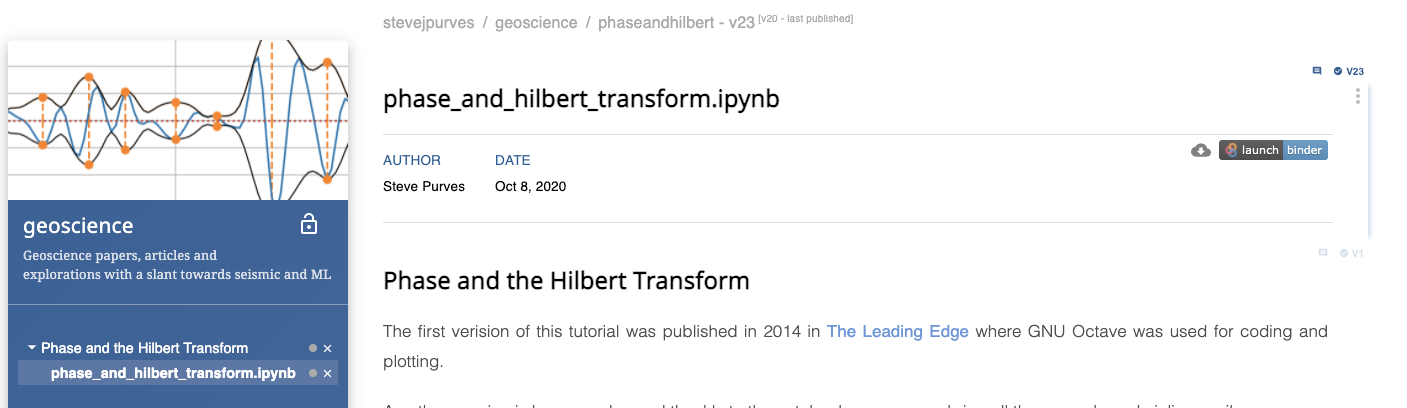 stevejpurves / geoscience / phaseandhilbert - v23 [v20 - last published]
V23
phase_and_hilbert_transform.ipynb
launch binder
AUTHOR DATE
Steve Purves Oct 8, 2020
geoscience
Geoscience papers, articles and
explorations with a slant towards seismic and ML
V1
Phase and the Hilbert Transform
The first verision of this tutorial was published in 2014 in The Leading Edge where GNU Octave was used for coding and
plotting.
Phase and the Hilbert Transform
phase_and_hilbert_transform.ipynb